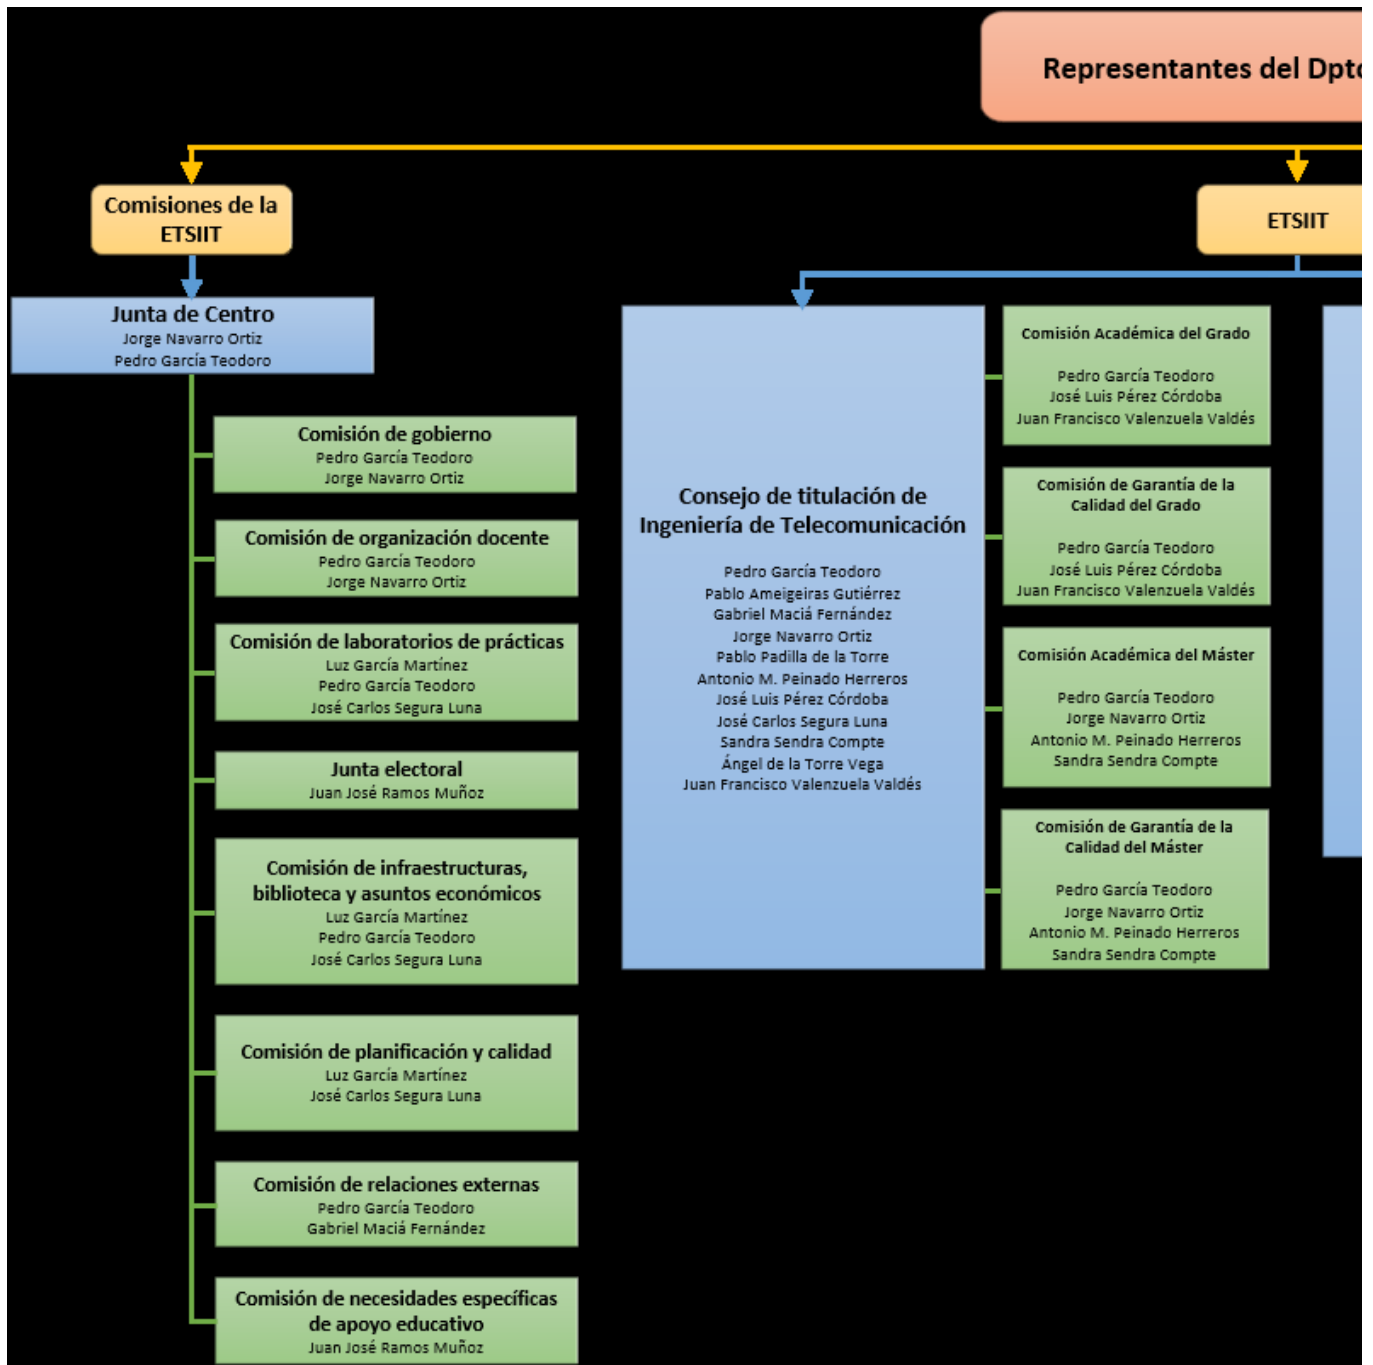 Representantes del Dpto
Comisiones de la
ETSIIT
ETSIIT
Junta de Centro
Jorge Navarro Ortiz
Pedro García Teodoro
Comisión de gobierno
Pedro García Teodoro
Jorge Navarro Ortiz
Comisión de organización docente
Pedro García Teodoro
Jorge Navarro Ortiz
Comisión de laboratorios de prácticas
Luz García Martínez
Pedro García Teodoro
José Carlos Segura Luna
Junta electoral
Juan José Ramos Muñoz
Comisión de infraestructuras,
biblioteca y asuntos económicos
Luz García Martínez
Pedro García Teodoro
José Carlos Segura Luna
Comisión de planificación y calidad
Luz García Martínez
José Carlos Segura Luna
Comisión de relaciones externas
Pedro García Teodoro
Gabriel Maciá Fernández
Comisión de necesidades específicas
de apoyo educativo
Juan José Ramos Muñoz
Consejo de titulación de
Ingeniería de Telecomunicación
Pedro García Teodoro
Pablo Ameigeiras Gutiérrez
Gabriel Maciá Fernández
Jorge Navarro Ortiz
Pablo Padilla de la Torre
Antonio M. Peinado Herreros
José Luis Pérez Córdoba
José Carlos Segura Luna
Sandra Sendra Compte
Ángel de la Torre Vega
Juan Francisco Valenzuela Valdés
Comisión Académica del Grado
Pedro García Teodoro
José Luis Pérez Córdoba
Juan Francisco Valenzuela Valdés
Comisión de Garantía de la
Calidad del Grado
Pedro García Teodoro
José Luis Pérez Córdoba
Juan Francisco Valenzuela Valdés
Comisión Académica del Máster
Pedro García Teodoro
Jorge Navarro Ortiz
Antonio M. Peinado Herreros
Sandra Sendra Compte
Comisión de Garantía de la
Calidad del Máster
Pedro García Teodoro
Jorge Navarro Ortiz
Antonio M. Peinado Herreros
Sandra Sendra Compte